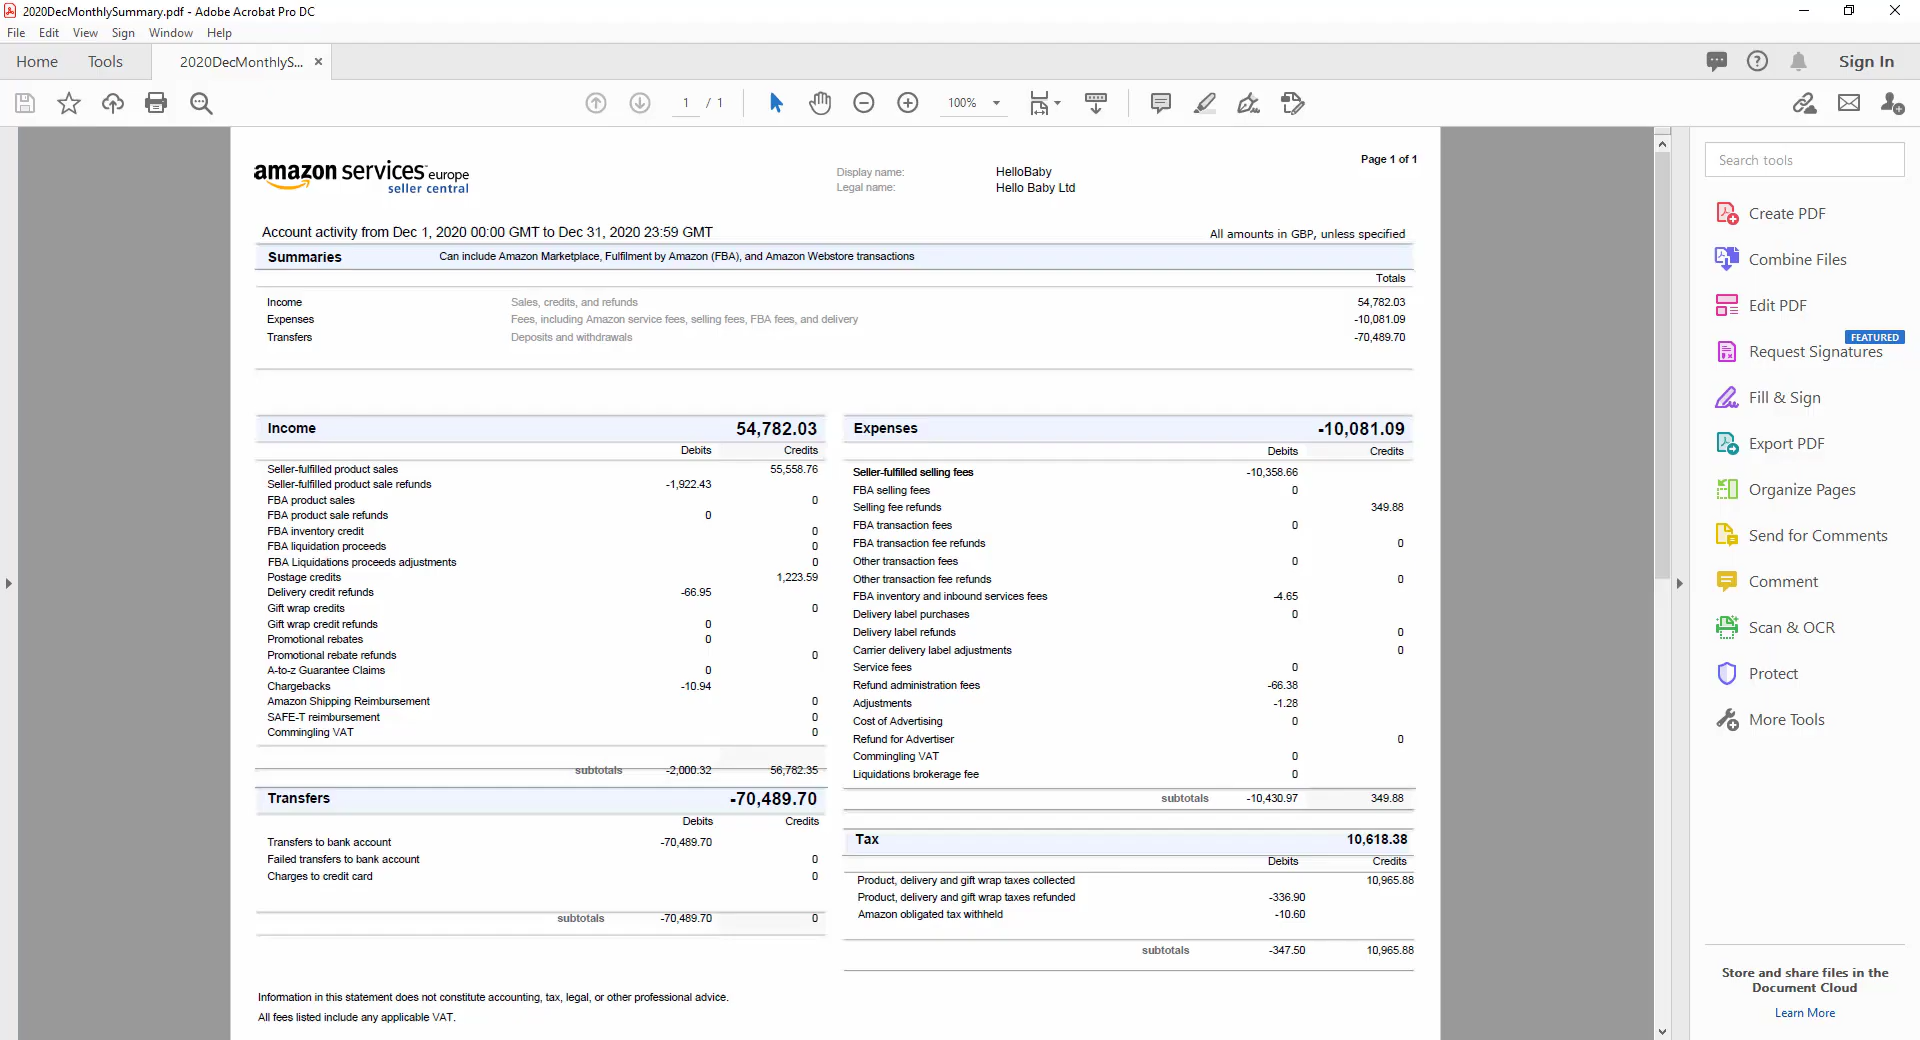 2020DecMonthlySummary.pdf - Adobe Acrobat Pro DC
File Edit View Sign Window Help
Home Tools 2020DecMonthlyS... × Sign In
1 / 1 100%
amazon services europe
seller central
Display name: HelloBaby
Legal name: Hello Baby Ltd
Page 1 of 1
Account activity from Dec 1, 2020 00:00 GMT to Dec 31, 2020 23:59 GMT
All amounts in GBP, unless specified
Summaries Can include Amazon Marketplace, Fulfilment by Amazon (FBA), and Amazon Webstore transactions
Totals
Income Sales, credits, and refunds 54,782.03
Expenses Fees, including Amazon service fees, selling fees, FBA fees, and delivery -10,081.09
Transfers Deposits and withdrawals -70,489.70
Income 54,782.03
Debits Credits
Seller-fulfilled product sales 55,558.76
Seller-fulfilled product sale refunds -1,922.43
FBA product sales 0
FBA product sale refunds 0
FBA inventory credit 0
FBA liquidation proceeds 0
FBA Liquidations proceeds adjustments 0
Postage credits 1,223.59
Delivery credit refunds -66.95
Gift wrap credits 0
Gift wrap credit refunds 0
Promotional rebates 0
Promotional rebate refunds 0
A-to-z Guarantee Claims 0
Chargebacks -10.94
Amazon Shipping Reimbursement 0
SAFE-T reimbursement 0
Commingling VAT 0
subtotals -2,000.32 56,782.35
Transfers -70,489.70
Debits Credits
Transfers to bank account -70,489.70
Failed transfers to bank account 0
Charges to credit card 0
subtotals -70,489.70 0
Expenses -10,081.09
Debits Credits
Seller-fulfilled selling fees -10,358.66
FBA selling fees 0
Selling fee refunds 349.88
FBA transaction fees 0
FBA transaction fee refunds 0
Other transaction fees 0
Other transaction fee refunds 0
FBA inventory and inbound services fees -4.65
Delivery label purchases 0
Delivery label refunds 0
Carrier delivery label adjustments 0
Service fees 0
Refund administration fees -66.38
Adjustments -1.28
Cost of Advertising 0
Refund for Advertiser 0
Commingling VAT 0
Liquidations brokerage fee 0
subtotals -10,430.97 349.88
Tax 10,618.38
Debits Credits
Product, delivery and gift wrap taxes collected 10,965.88
Product, delivery and gift wrap taxes refunded -336.90
Amazon obligated tax withheld -10.60
subtotals -347.50 10,965.88
Information in this statement does not constitute accounting, tax, legal, or other professional advice.
All fees listed include any applicable VAT.
Search tools
Create PDF
Combine Files
Edit PDF
FEATURED
Request Signatures
Fill & Sign
Export PDF
Organize Pages
Send for Comments
Comment
Scan & OCR
Protect
More Tools
Store and share files in the
Document Cloud
Learn More